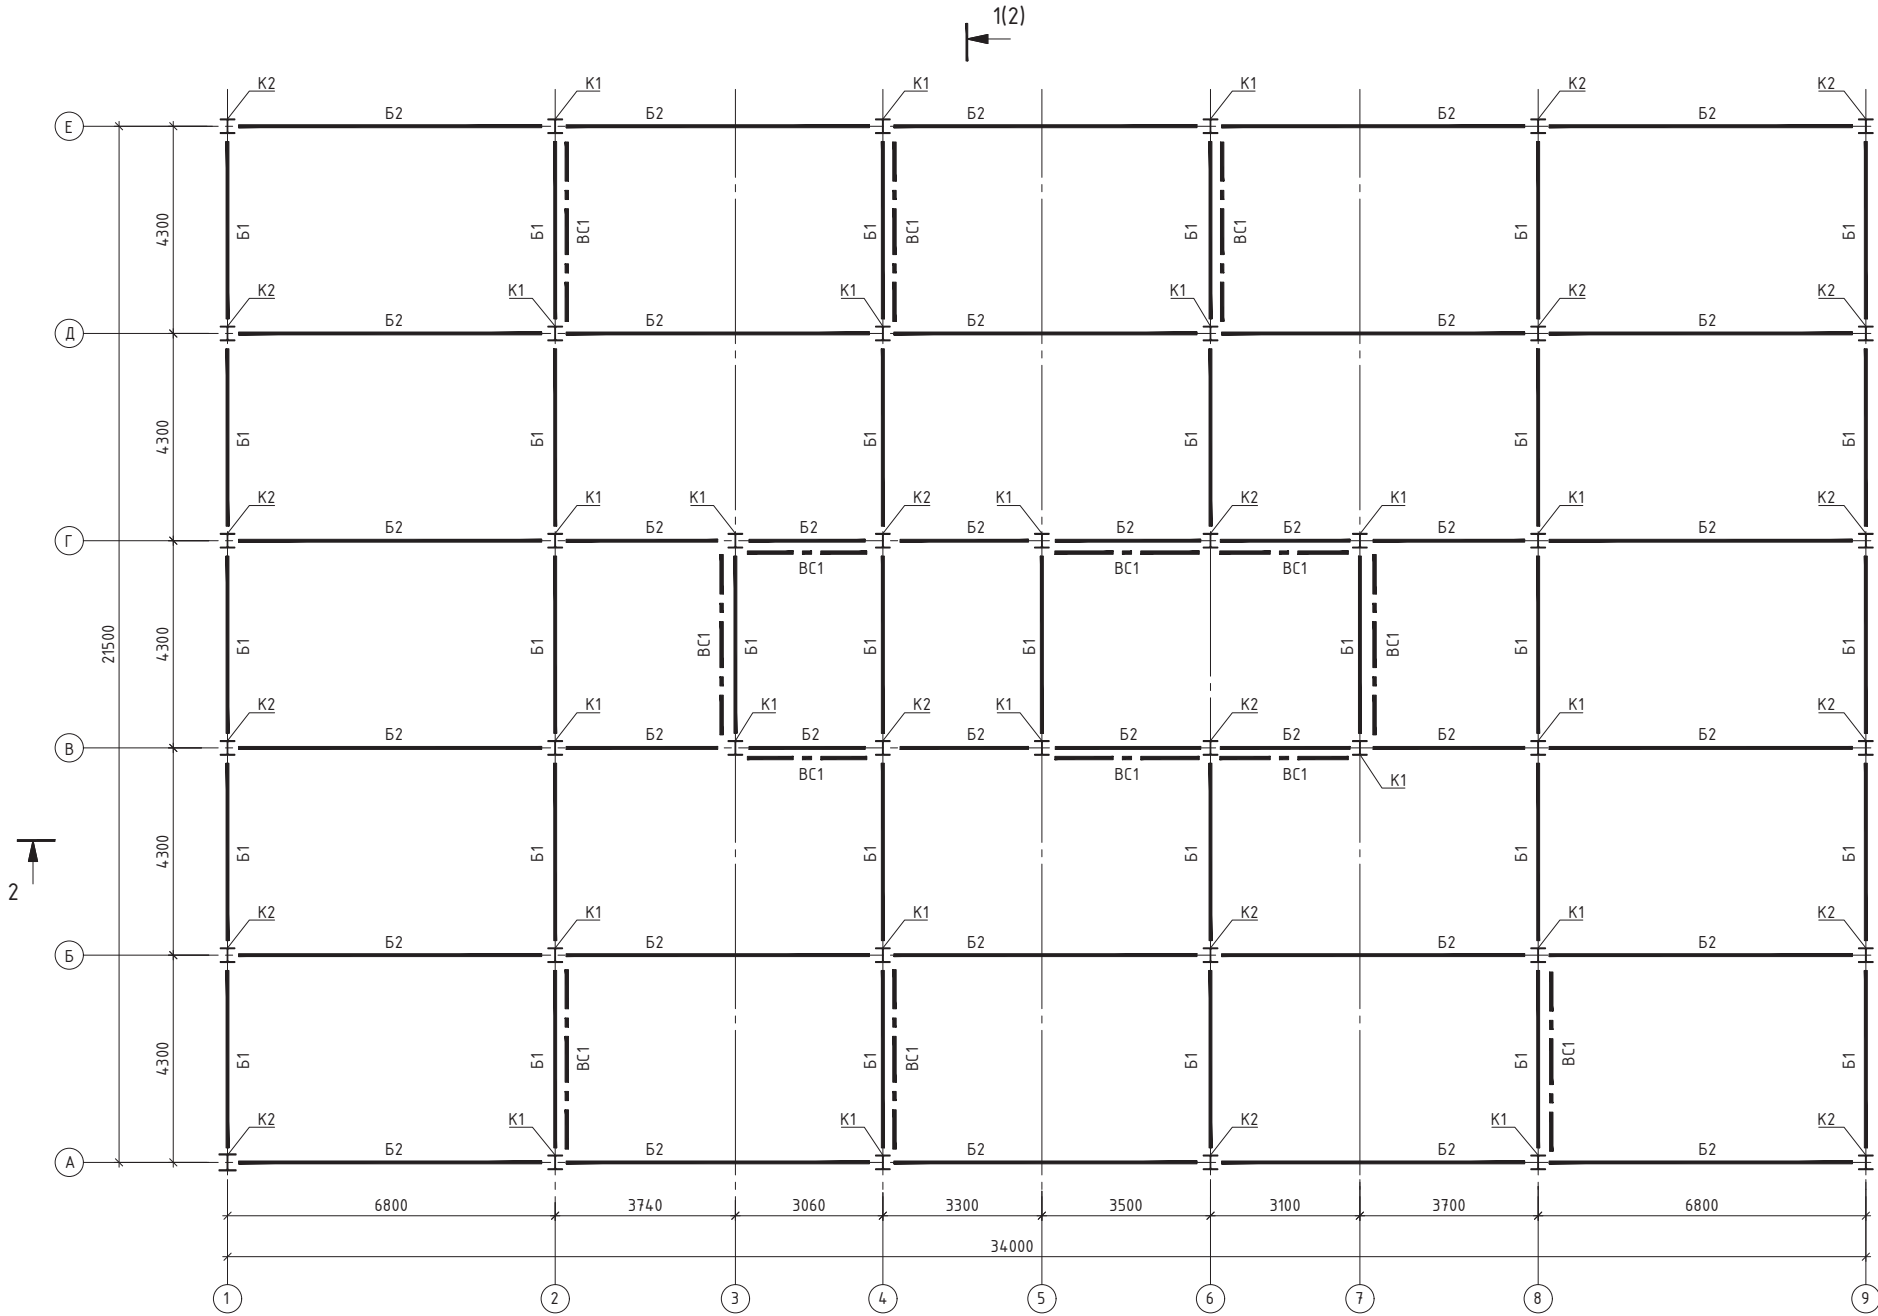 1(2)
К2 К1 К1 К1 К2 К2
Е Б2 Б2 Б2 Б2 Б2
4300 Б1 Б1 ВС1 Б1 ВС1 Б1 ВС1 Б1 Б1
К2 К1 К1 К1 К2 К2
Д Б2 Б2 Б2 Б2 Б2
4300 Б1 Б1 Б1 Б1 Б1 Б1
К2 К1 К1 К2 К1 К2 К1 К1 К2
Г Б2 Б2 Б2 Б2 Б2 Б2 Б2 Б2
ВС1 ВС1 ВС1
21500 4300 Б1 Б1 ВС1 Б1 Б1 Б1 Б1 ВС1 Б1 Б1
К2 К1 К1 К2 К1 К2 К1 К2
В Б2 Б2 Б2 Б2 Б2 Б2 Б2 Б2
ВС1 ВС1 ВС1 К1
4300 Б1 Б1 Б1 Б1 Б1 Б1
2
К2 К1 К1 К2 К1 К2
Б Б2 Б2 Б2 Б2 Б2
4300 Б1 Б1 ВС1 Б1 ВС1 Б1 Б1 ВС1 Б1
К2 К1 К1 К2 К1 К2
А Б2 Б2 Б2 Б2 Б2
6800 3740 3060 3300 3500 3100 3700 6800
34000
1 2 3 4 5 6 7 8 9